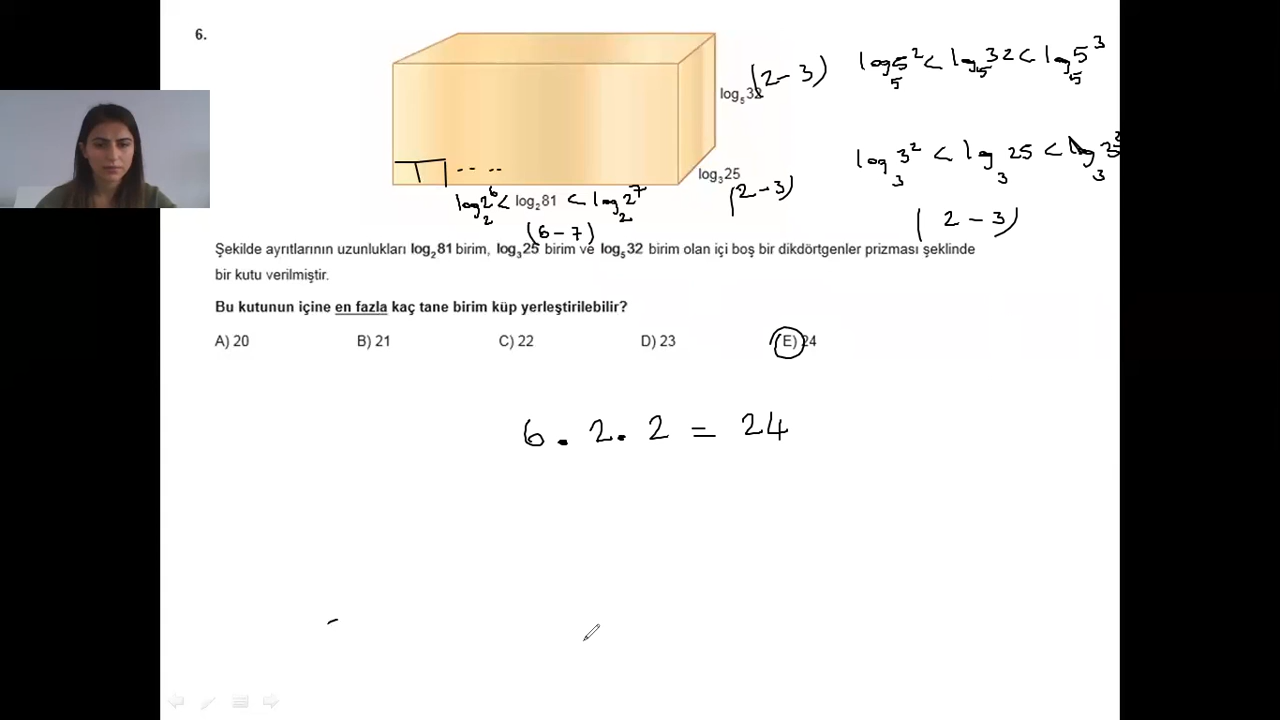 6.
(2 - 3)
log₅5² < log₅32 < log₅5³
log₅32
log₃3² < log₃25 < log₃3³
log₃25
(2 - 3)
(2 - 3)
log₂2⁶ < log₂81 < log₂2⁷
(6 - 7)
Şekilde ayrıtlarının uzunlukları log₂81 birim, log₃25 birim ve log₅32 birim olan içi boş bir dikdörtgenler prizması şeklinde
bir kutu verilmiştir.
Bu kutunun içine en fazla kaç tane birim küp yerleştirilebilir?
A) 20 B) 21 C) 22 D) 23 E) 24
6 . 2 . 2 = 24